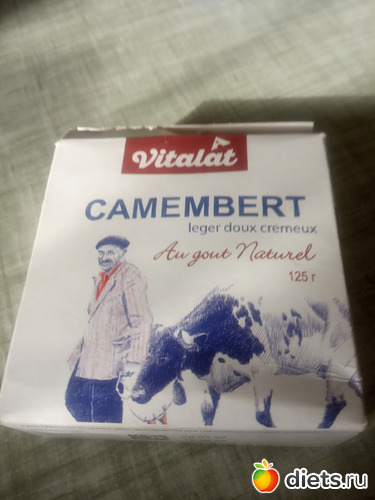 Vitalat
CAMEMBERT
leger doux cremeux
Au gout Naturel
125 г
diets.ru